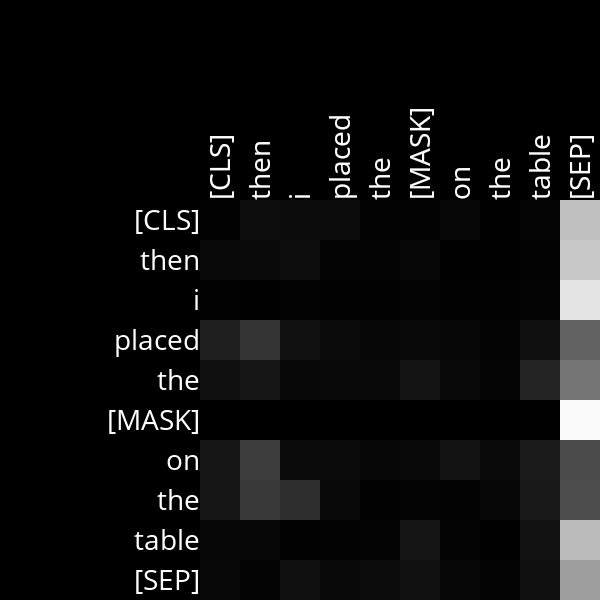 [CLS] then i placed the [MASK] on the table [SEP]
[CLS]
then
i
placed
the
[MASK]
on
the
table
[SEP]